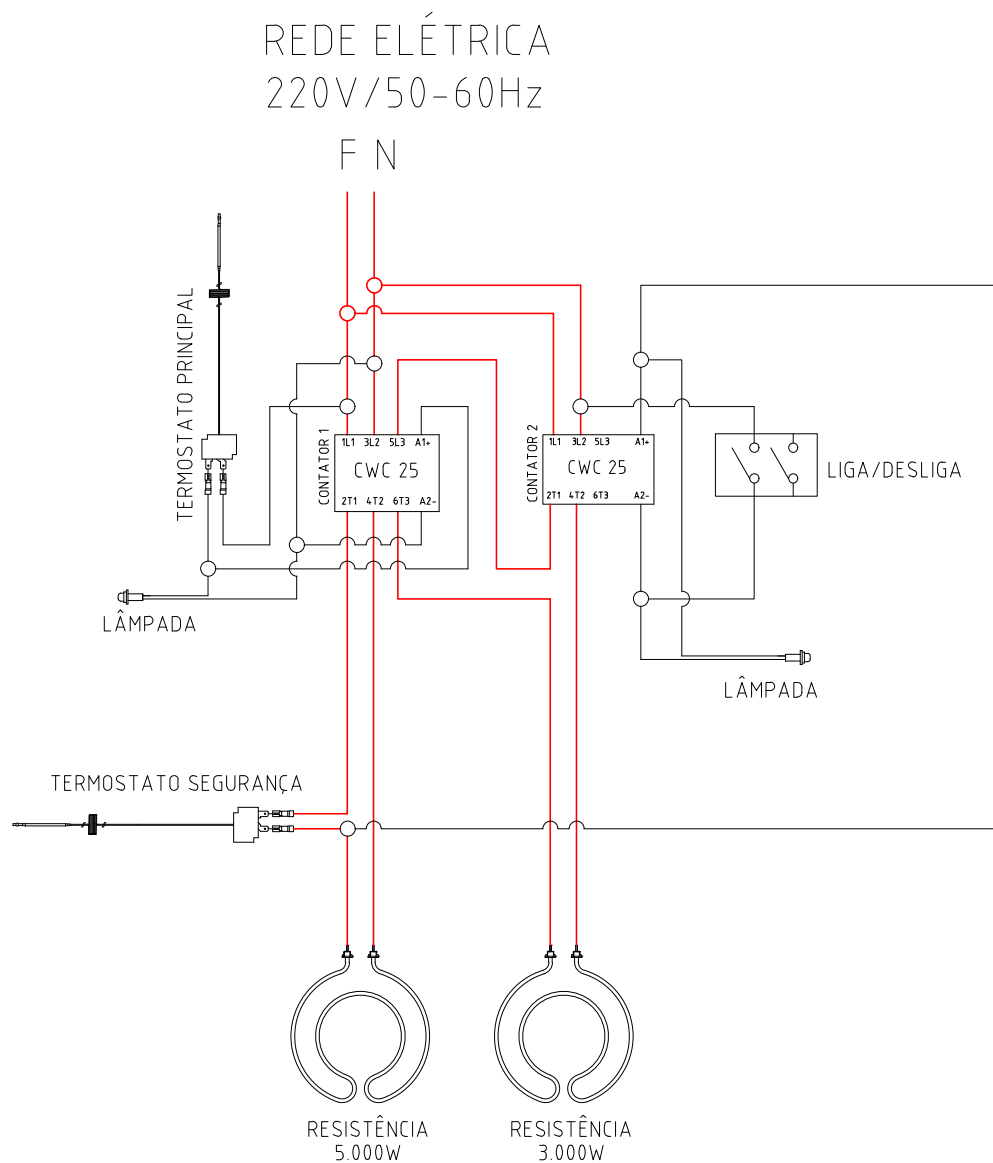 REDE ELÉTRICA
220V/50-60Hz
F N
TERMOSTATO PRINCIPAL
CONTATOR 1
1L1 3L2 5L3 A1+
CWC 25
2T1 4T2 6T3 A2-
CONTATOR 2
1L1 3L2 5L3 A1+
CWC 25
2T1 4T2 6T3 A2-
LIGA/DESLIGA
LÂMPADA
LÂMPADA
TERMOSTATO SEGURANÇA
RESISTÊNCIA
5.000W
RESISTÊNCIA
3.000W